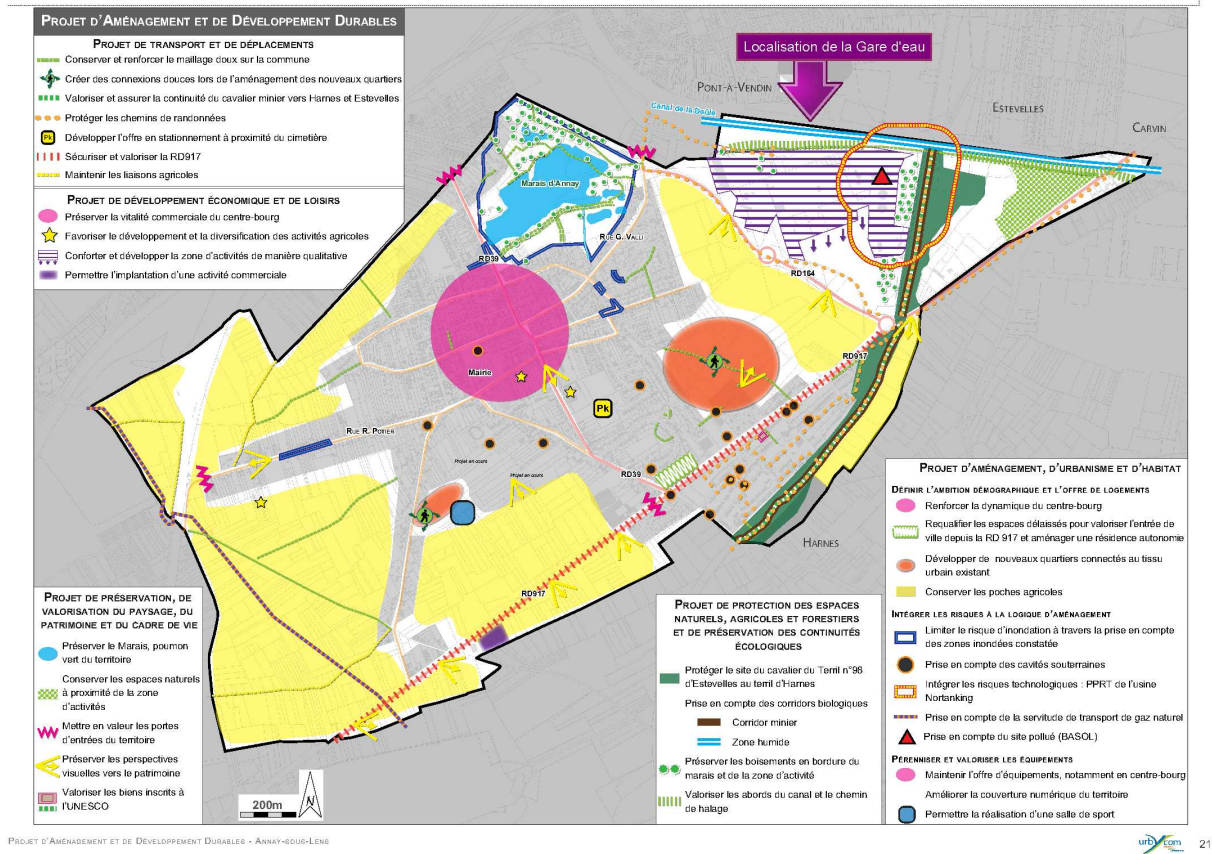 PROJET D'AMÉNAGEMENT ET DE DÉVELOPPEMENT DURABLES
PROJET DE TRANSPORT ET DE DÉPLACEMENTS
Conserver et renforcer le maillage doux sur la commune
Créer des connexions douces lors de l'aménagement des nouveaux quartiers
Valoriser et assurer la continuité du cavalier minier vers Harnes et Estevelles
Protéger les chemins de randonnées
Pk
Développer l'offre en stationnement à proximité du cimetière
Sécuriser et valoriser la RD917
Maintenir les liaisons agricoles
PROJET DE DÉVELOPPEMENT ÉCONOMIQUE ET DE LOISIRS
Préserver la vitalité commerciale du centre-bourg
Favoriser le développement et la diversification des activités agricoles
Conforter et développer la zone d'activités de manière qualitative
Permettre l'implantation d'une activité commerciale
Localisation de la Gare d'eau
PONT-À-VENDIN
ESTEVELLES
CARVIN
Canal de la Deûle
Marais d'Annay
RUE G. VALLI
RD39
RD164
RD917
Mairie
Pk
RUE R. POTIER
Projet en cours
Projet en cours
RD39
HARNES
RD917
200m
N
PROJET DE PRÉSERVATION, DE
VALORISATION DU PAYSAGE, DU
PATRIMOINE ET DU CADRE DE VIE
Préserver le Marais, poumon
vert du territoire
Conserver les espaces naturels
à proximité de la zone
d'activités
Mettre en valeur les portes
d'entrées du territoire
Préserver les perspectives
visuelles vers le patrimoine
Valoriser les biens inscrits à
l'UNESCO
PROJET DE PROTECTION DES ESPACES
NATURELS, AGRICOLES ET FORESTIERS
ET DE PRÉSERVATION DES CONTINUITÉS
ÉCOLOGIQUES
Protéger le site du cavalier du Terril n°98
d'Estevelles au terril d'Harnes
Prise en compte des corridors biologiques
Corridor minier
Zone humide
Préserver les boisements en bordure du
marais et de la zone d'activité
Valoriser les abords du canal et le chemin
de halage
PROJET D'AMÉNAGEMENT, D'URBANISME ET D'HABITAT
DÉFINIR L'AMBITION DÉMOGRAPHIQUE ET L'OFFRE DE LOGEMENTS
Renforcer la dynamique du centre-bourg
Requalifier les espaces délaissés pour valoriser l'entrée de
ville depuis la RD 917 et aménager une résidence autonomie
Développer de nouveaux quartiers connectés au tissu
urbain existant
Conserver les poches agricoles
INTÉGRER LES RISQUES À LA LOGIQUE D'AMÉNAGEMENT
Limiter le risque d'inondation à travers la prise en compte
des zones inondées constatée
Prise en compte des cavités souterraines
Intégrer les risques technologiques : PPRT de l'usine
Nortanking
Prise en compte de la servitude de transport de gaz naturel
Prise en compte du site pollué (BASOL)
PÉRENNISER ET VALORISER LES ÉQUIPEMENTS
Maintenir l'offre d'équipements, notamment en centre-bourg
Améliorer la couverture numérique du territoire
Permettre la réalisation d'une salle de sport
PROJET D'AMÉNAGEMENT ET DE DÉVELOPPEMENT DURABLES - ANNAY-SOUS-LENS
urbycom
21